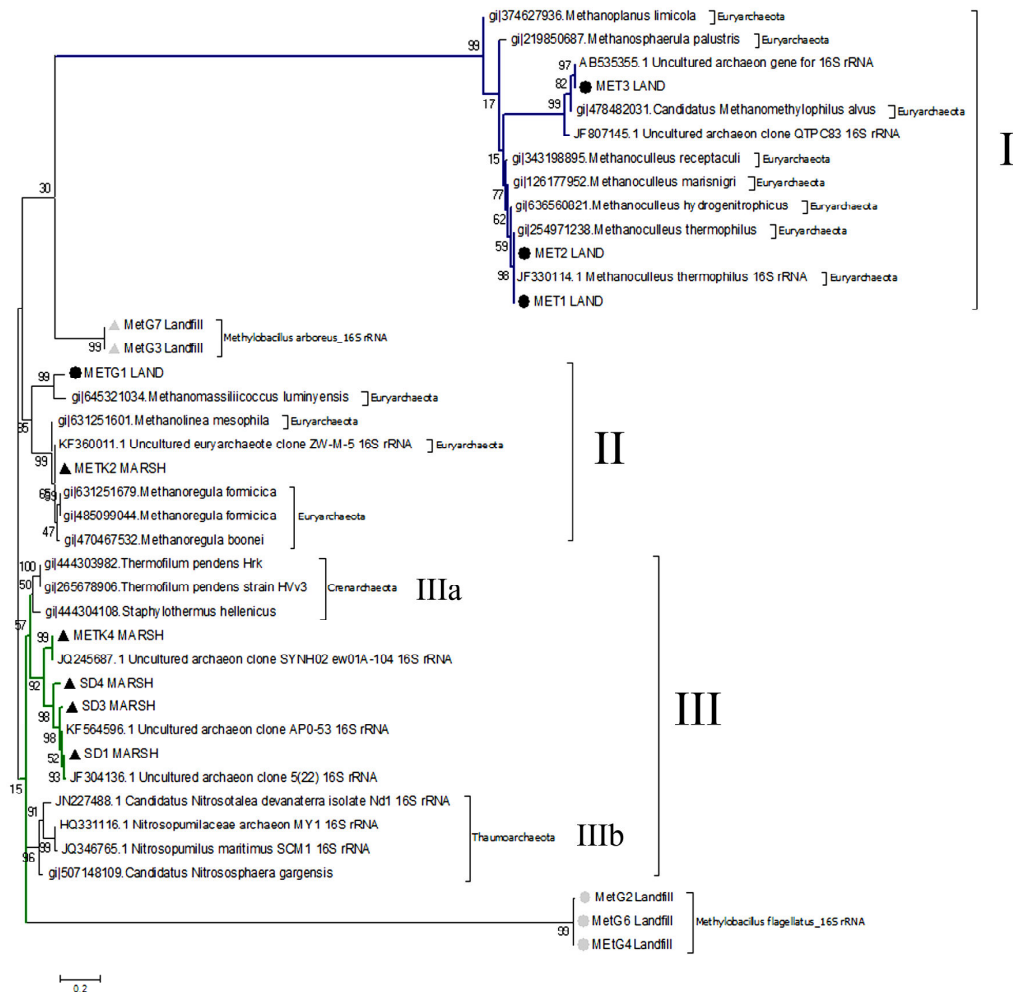 gi|374627936.Methanoplanus limicola
Euryarchaeota
99
gi|219850687.Methanosphaerula palustris
Euryarchaeota
97
AB535355.1 Uncultured archaeon gene for 16S rRNA
82
MET3 LAND
17
99
gi|478482031.Candidatus Methanomethylophilus alvus
Euryarchaeota
JF807145.1 Uncultured archaeon clone QTPC83 16S rRNA
I
15
gi|343198895.Methanoculleus receptaculi
Euryarchaeota
30
gi|126177952.Methanoculleus marisnigri
Euryarchaeota
77
gi|636560821.Methanoculleus hydrogenitrophicus
Euryarchaeota
62
gi|254971238.Methanoculleus thermophilus
Euryarchaeota
59
MET2 LAND
98
JF330114.1 Methanoculleus thermophilus 16S rRNA
Euryarchaeota
MET1 LAND
MetG7 Landfill
Methylobacillus arboreus_16S rRNA
99
MetG3 Landfill
99
METG1 LAND
gi|645321034.Methanomassiliicoccus luminyensis
Euryarchaeota
35
gi|631251601.Methanolinea mesophila
Euryarchaeota
KF360011.1 Uncultured euryarchaeote clone ZW-M-5 16S rRNA
Euryarchaeota
II
99
METK2 MARSH
gi|631251679.Methanoregula formicica
gi|485099044.Methanoregula formicica
Euryarchaeota
47
gi|470467532.Methanoregula boonei
100
gi|444303982.Thermofilum pendens Hrk
50
gi|265678906.Thermofilum pendens strain HVv3
Crenarchaeota
IIIa
gi|444304108.Staphylothermus hellenicus
57
99
METK4 MARSH
JQ245687.1 Uncultured archaeon clone SYNH02 ew01A-104 16S rRNA
92
SD4 MARSH
98
SD3 MARSH
III
98
KF564596.1 Uncultured archaeon clone AP0-53 16S rRNA
52
SD1 MARSH
93
JF304136.1 Uncultured archaeon clone 5(22) 16S rRNA
15
91
JN227488.1 Candidatus Nitrosotalea devanaterra isolate Nd1 16S rRNA
HQ331116.1 Nitrosopumilaceae archaeon MY1 16S rRNA
Thaumoarchaeota
IIIb
99
JQ346765.1 Nitrosopumilus maritimus SCM1 16S rRNA
96
gi|507148109.Candidatus Nitrososphaera gargensis
MetG2 Landfill
MetG6 Landfill
Methylobacillus flagellatus_16S rRNA
99
MEtG4 Landfill
0.2